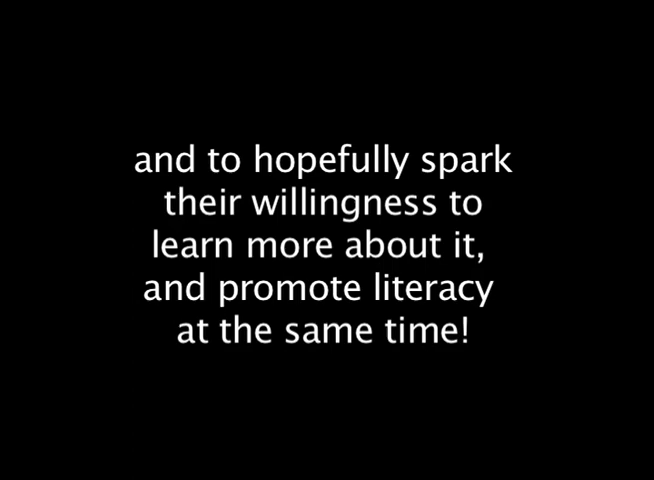 and to hopefully spark
their willingness to
learn more about it,
and promote literacy
at the same time!